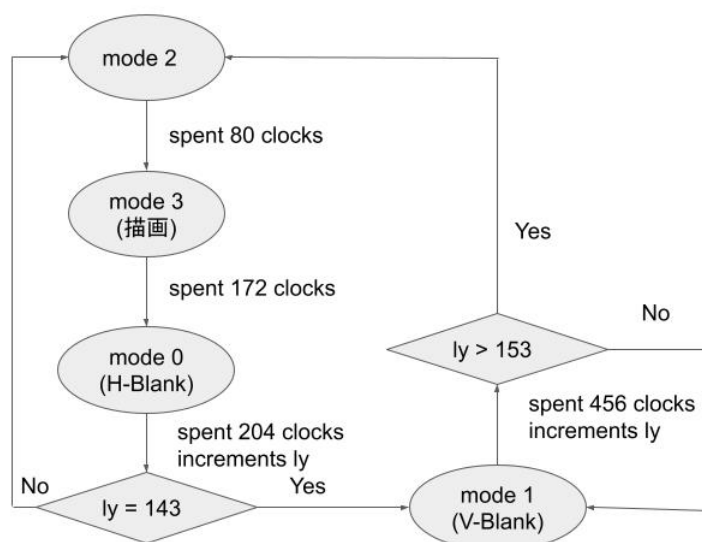 mode 2
spent 80 clocks
mode 3
(描画)
spent 172 clocks
mode 0
(H-Blank)
spent 204 clocks
increments ly
No
ly = 143
Yes
mode 1
(V-Blank)
spent 456 clocks
increments ly
ly > 153
Yes
No